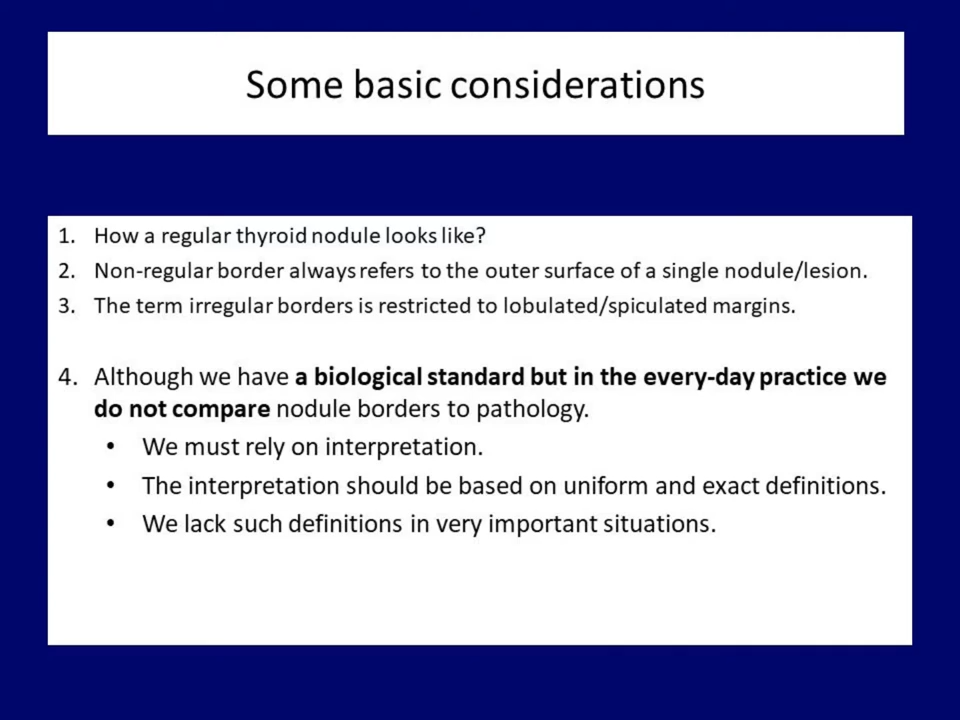 Some basic considerations
1. How a regular thyroid nodule looks like?
2. Non-regular border always refers to the outer surface of a single nodule/lesion.
3. The term irregular borders is restricted to lobulated/spiculated margins.
4. Although we have a biological standard but in the every-day practice we
do not compare nodule borders to pathology.
• We must rely on interpretation.
• The interpretation should be based on uniform and exact definitions.
• We lack such definitions in very important situations.